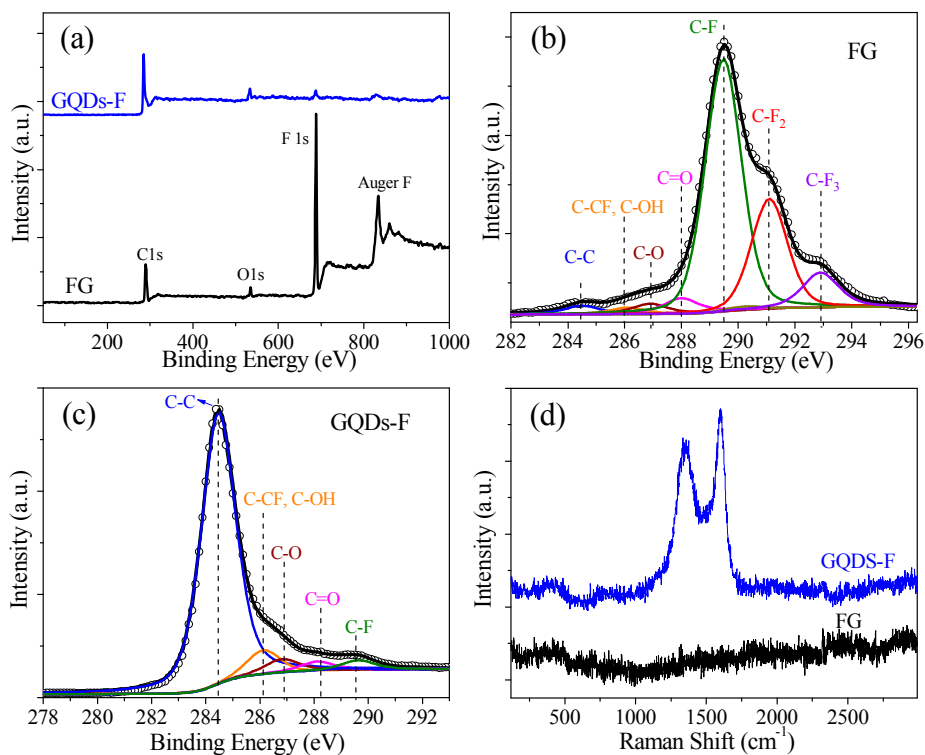 (a)
GQDs-F
F 1s
Auger F
C1s
O1s
FG
Intensity (a.u.)
200 400 600 800 1000
Binding Energy (eV)
(b)
FG
C-F
C-F2
C=O
C-F3
C-CF, C-OH
C-O
C-C
Intensity (a.u.)
282 284 286 288 290 292 294 296
Binding Energy (eV)
(c)
GQDs-F
C-C
C-CF, C-OH
C-O
C=O
C-F
Intensity (a.u.)
278 280 282 284 286 288 290 292
Binding Energy (eV)
(d)
GQDS-F
FG
Intensity (a.u.)
500 1000 1500 2000 2500
Raman Shift (cm-1)